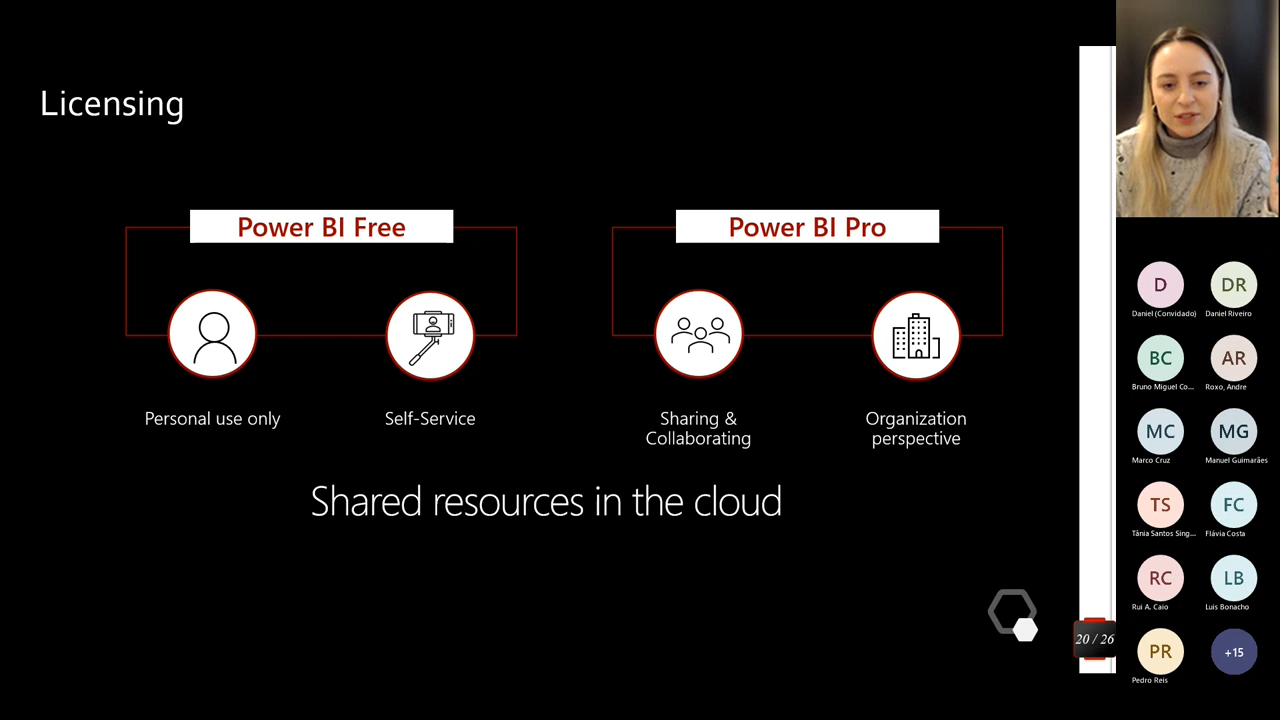 Licensing
Power BI Free
Power BI Pro
Personal use only
Self-Service
Sharing &
Collaborating
Organization
perspective
Shared resources in the cloud
20 / 26
D
DR
Daniel (Convidado)
Daniel Riveiro
BC
AR
Bruno Miguel Co...
Roxo, Andre
MC
MG
Marco Cruz
Manuel Guimarães
TS
FC
Tânia Santos Sing...
Flávia Costa
RC
LB
Rui A. Caio
Luis Bonacho
PR
+15
Pedro Reis